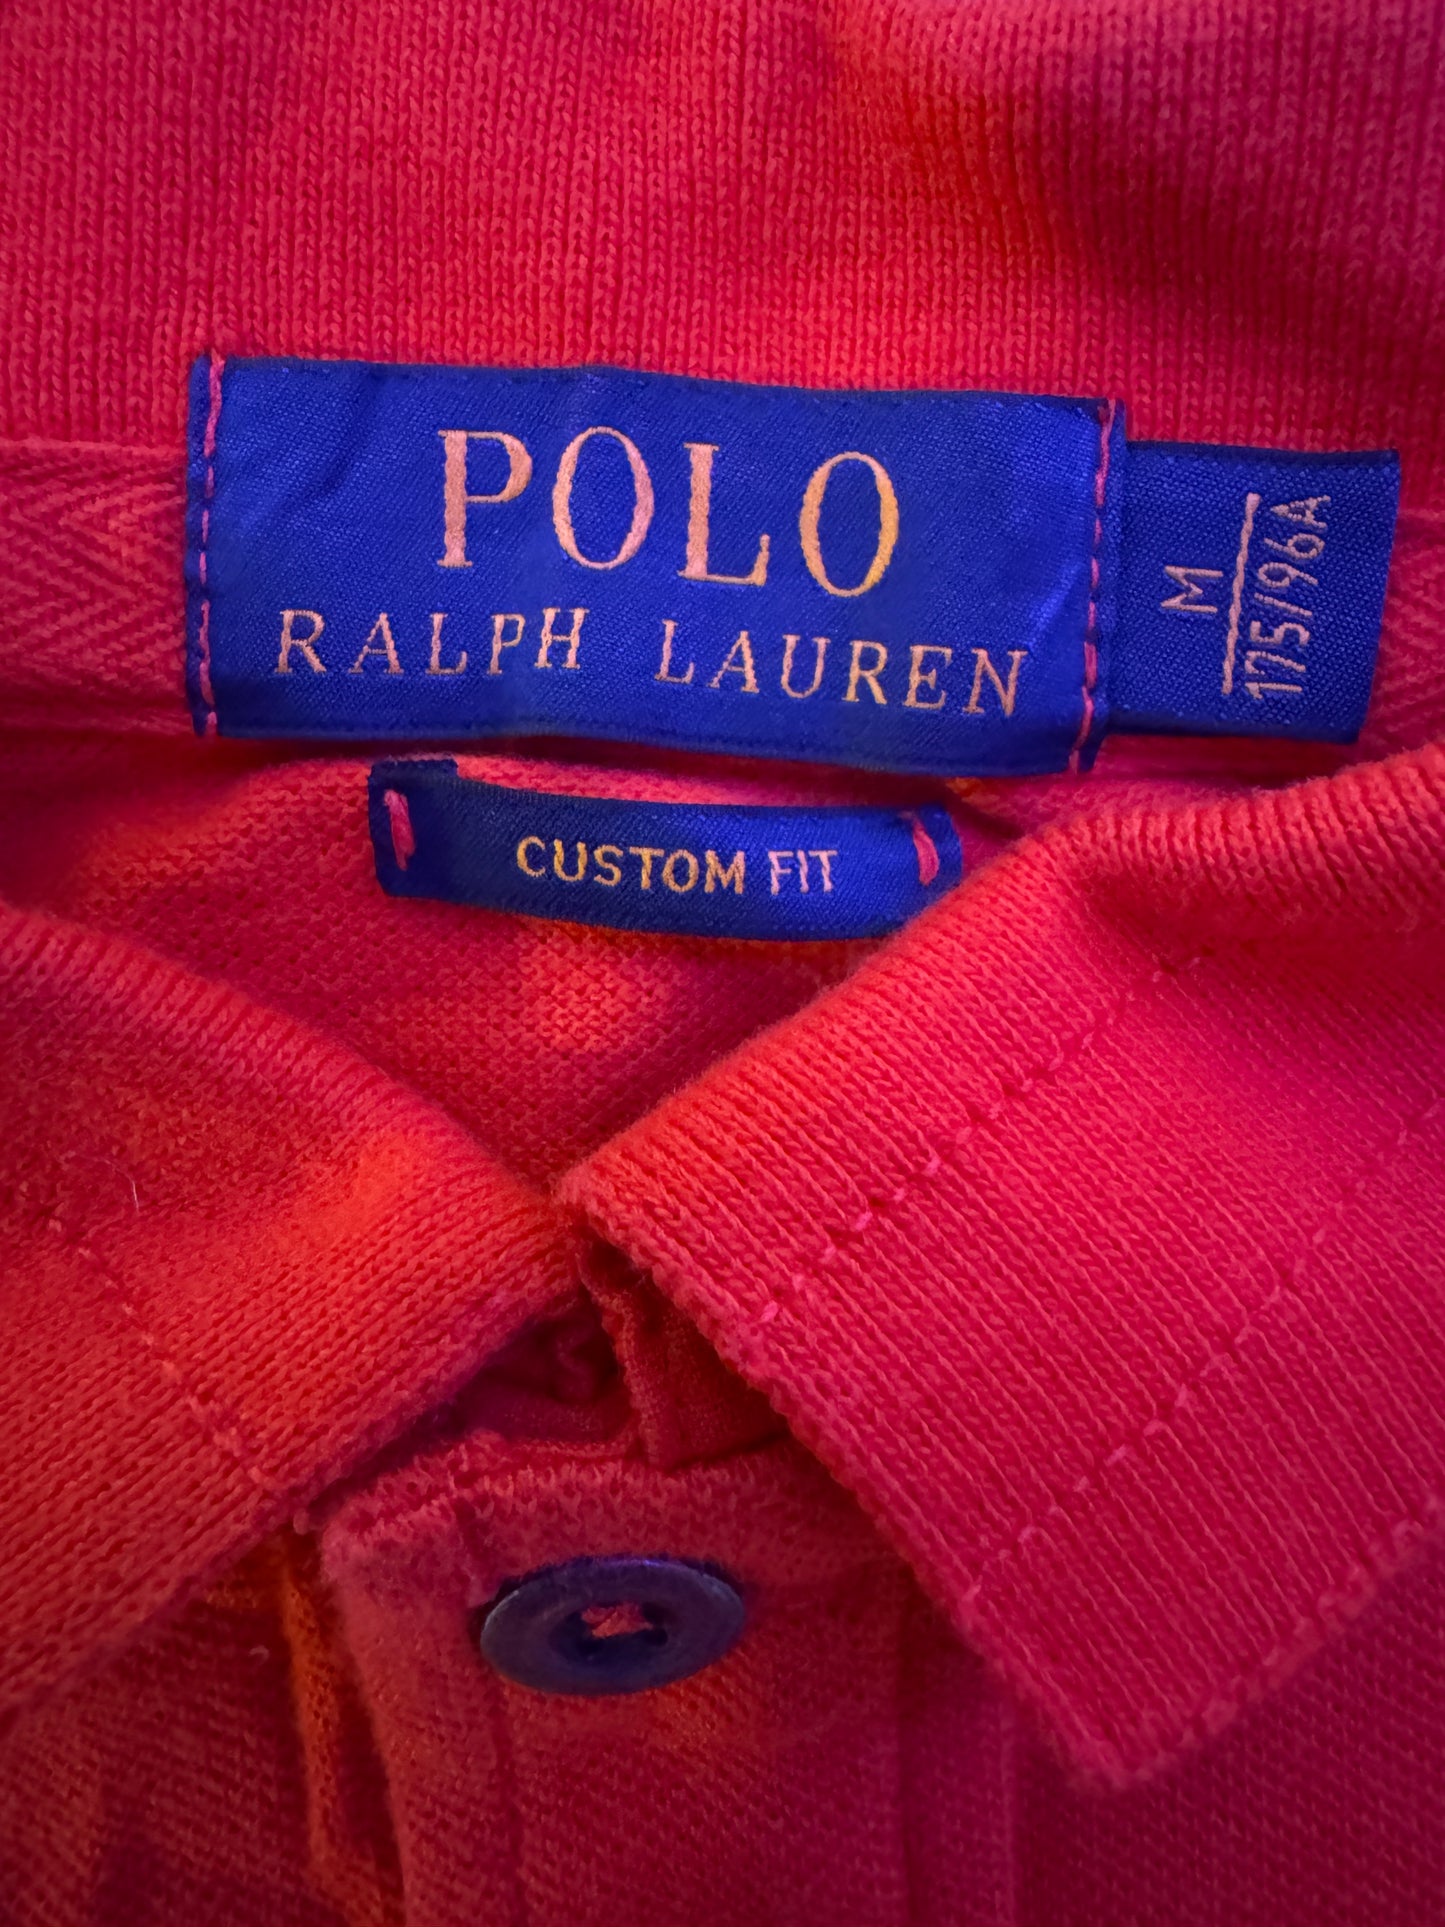 POLO
RALPH LAUREN
M
175/96A
CUSTOM FIT